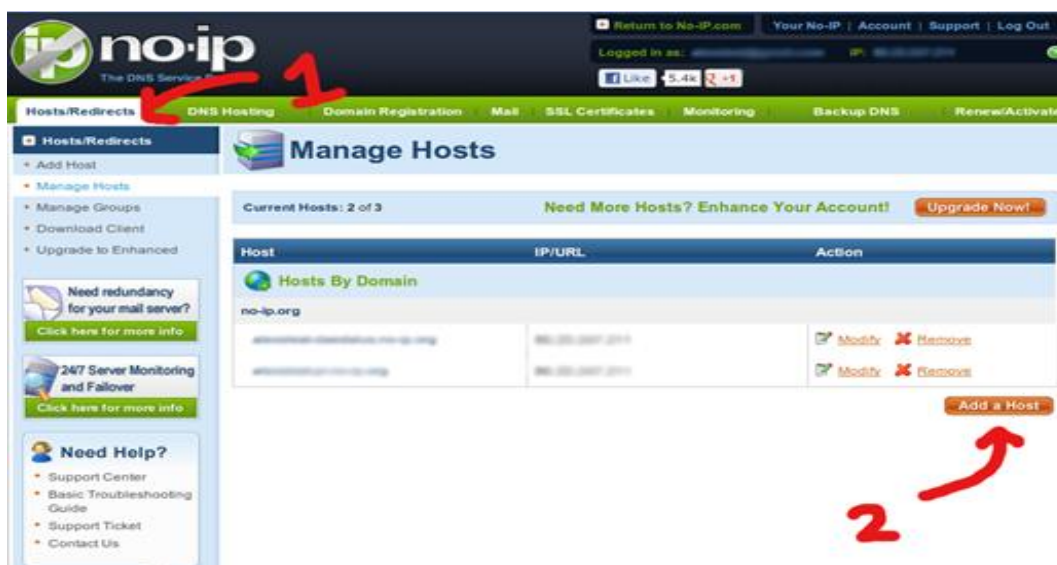 Return to No-IP.com
Your No-IP | Account | Support | Log Out
no-ip
The DNS Service
Logged in as:
IP:
Like 5.4k +1
1
Hosts/Redirects
DNS Hosting
Domain Registration
Mail
SSL Certificates
Monitoring
Backup DNS
Renew/Activate
Hosts/Redirects
Add Host
Manage Hosts
Manage Groups
Download Client
Upgrade to Enhanced
Need redundancy
for your mail server?
Click here for more info
24/7 Server Monitoring
and Failover
Click here for more info
Need Help?
Support Center
Basic Troubleshooting
Guide
Support Ticket
Contact Us
Manage Hosts
Current Hosts: 2 of 3
Need More Hosts? Enhance Your Account!
Upgrade Now!
Host
IP/URL
Action
Hosts By Domain
no-ip.org
Modify
Remove
Modify
Remove
Add a Host
2